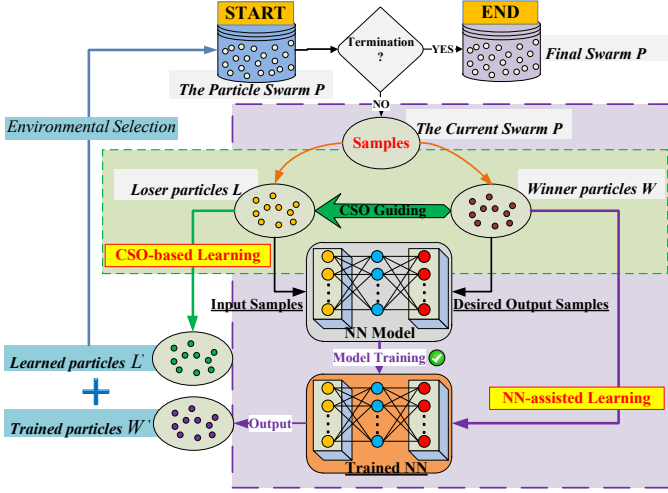 START
END
Termination
?
YES
The Particle Swarm P
Final Swarm P
NO
Environmental Selection
Samples
The Current Swarm P
Loser particles L
Winner particles W
CSO Guiding
CSO-based Learning
Input Samples
Desired Output Samples
NN Model
Model Training
Learned particles L'
NN-assisted Learning
Trained particles W'
Output
Trained NN